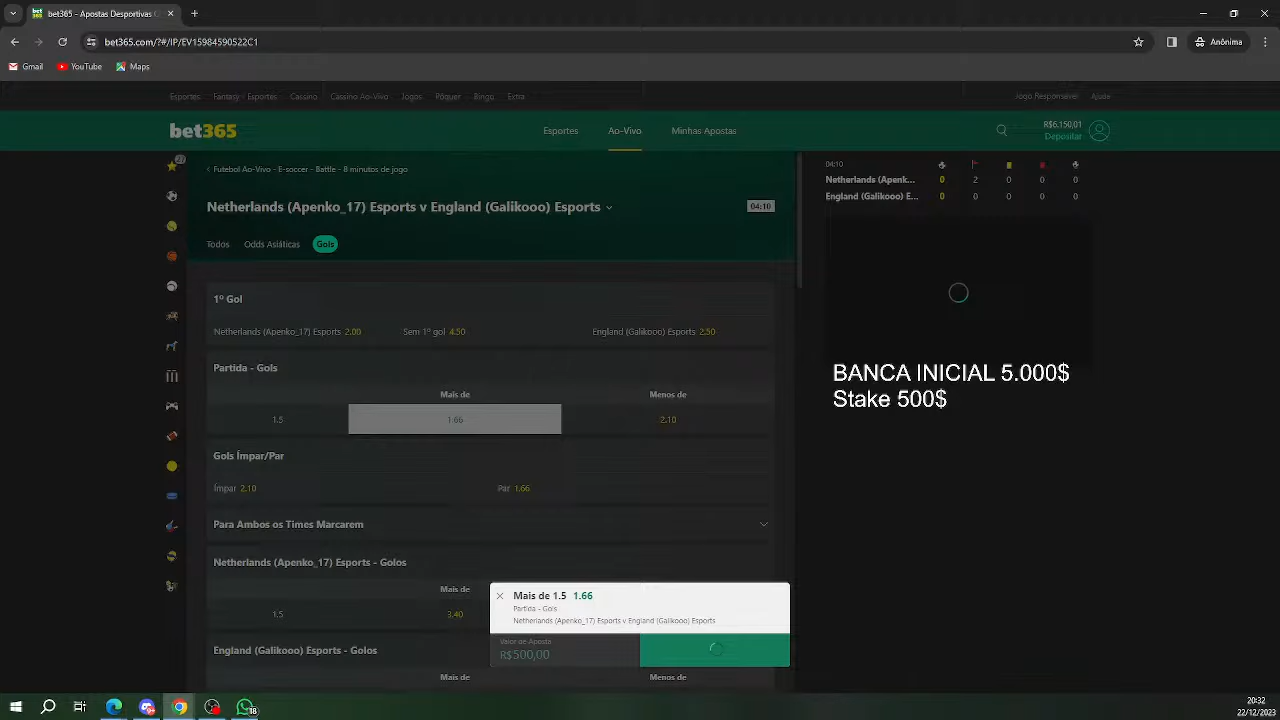 bet365 - Apostas Desportivas
bet365.com/?#/IP/EV15984590522C1
Anônima
Gmail
YouTube
Maps
Esportes Fantasy - Esportes Cassino Cassino Ao-Vivo Jogos Pôquer Bingo Extra
Jogo Responsável Ajuda
bet365
Esportes Ao-Vivo Minhas Apostas
R$6.150,01
Depositar
Futebol Ao-Vivo - E-soccer - Battle - 8 minutos de jogo
Netherlands (Apenko_17) Esports v England (Galikooo) Esports
04:10
Todos Odds Asiáticas Gols
04:10
Netherlands (Apenk... 0 2 0 0 0
England (Galikooo) E... 0 0 0 0 0
1º Gol
Netherlands (Apenko_17) Esports 2.00 Sem 1º gol 4.50 England (Galikooo) Esports 2.50
Partida - Gols
Mais de Menos de
1.5 1.66 2.10
BANCA INICIAL 5.000$
Stake 500$
Gols Ímpar/Par
Ímpar 2.10 Par 1.66
Para Ambos os Times Marcarem
Netherlands (Apenko_17) Esports - Golos
Mais de
1.5 3.40
England (Galikooo) Esports - Golos
Mais de Menos de
Mais de 1.5 1.66
Partida - Gols
Netherlands (Apenko_17) Esports v England (Galikooo) Esports
Valor de Aposta
R$500,00
18
20:32
22/12/2023